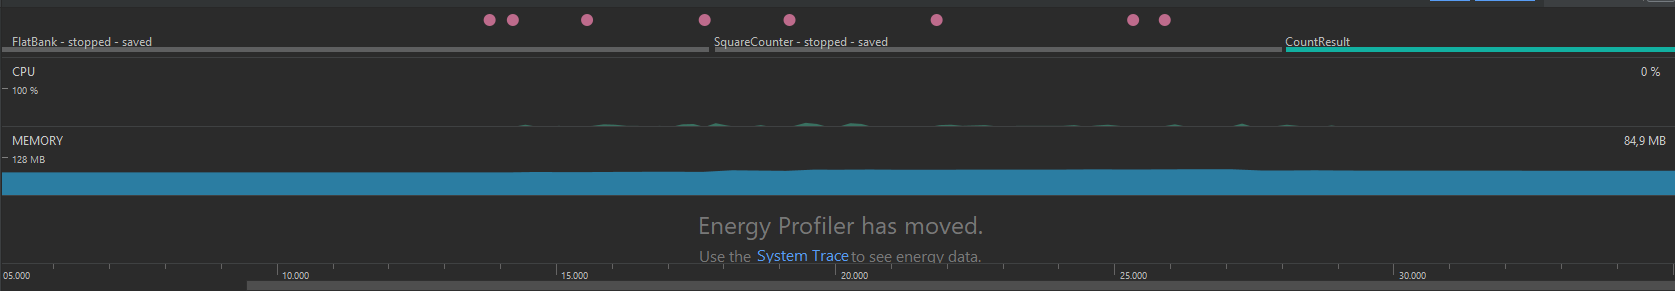 FlatBank - stopped - saved SquareCounter - stopped - saved CountResult
CPU 0 %
100 %
MEMORY 84,9 MB
128 MB
Energy Profiler has moved.
Use the System Trace to see energy data.
05.000 10.000 15.000 20.000 25.000 30.000